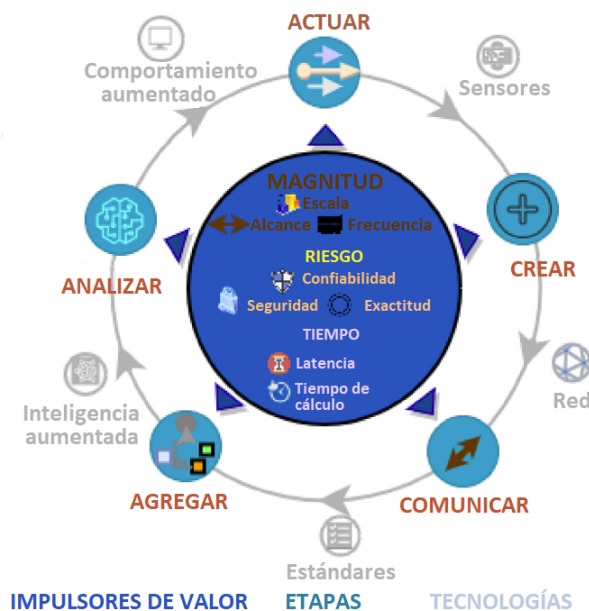 ACTUAR
Comportamiento
aumentado
Sensores
MAGNITUD
Escala
Alcance Frecuencia
RIESGO
Confiabilidad
Seguridad Exactitud
TIEMPO
Latencia
Tiempo de
cálculo
ANALIZAR
CREAR
Inteligencia
aumentada
Red
AGREGAR
COMUNICAR
Estándares
IMPULSORES DE VALOR ETAPAS TECNOLOGÍAS